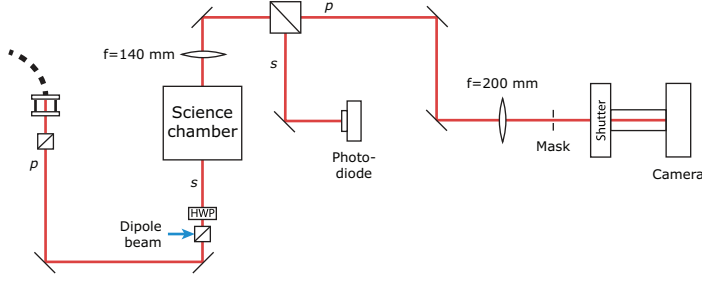 p
f=140 mm
s
f=200 mm
Science
chamber
Shutter
Mask
Photo-
diode
Camera
p
s
HWP
Dipole
beam